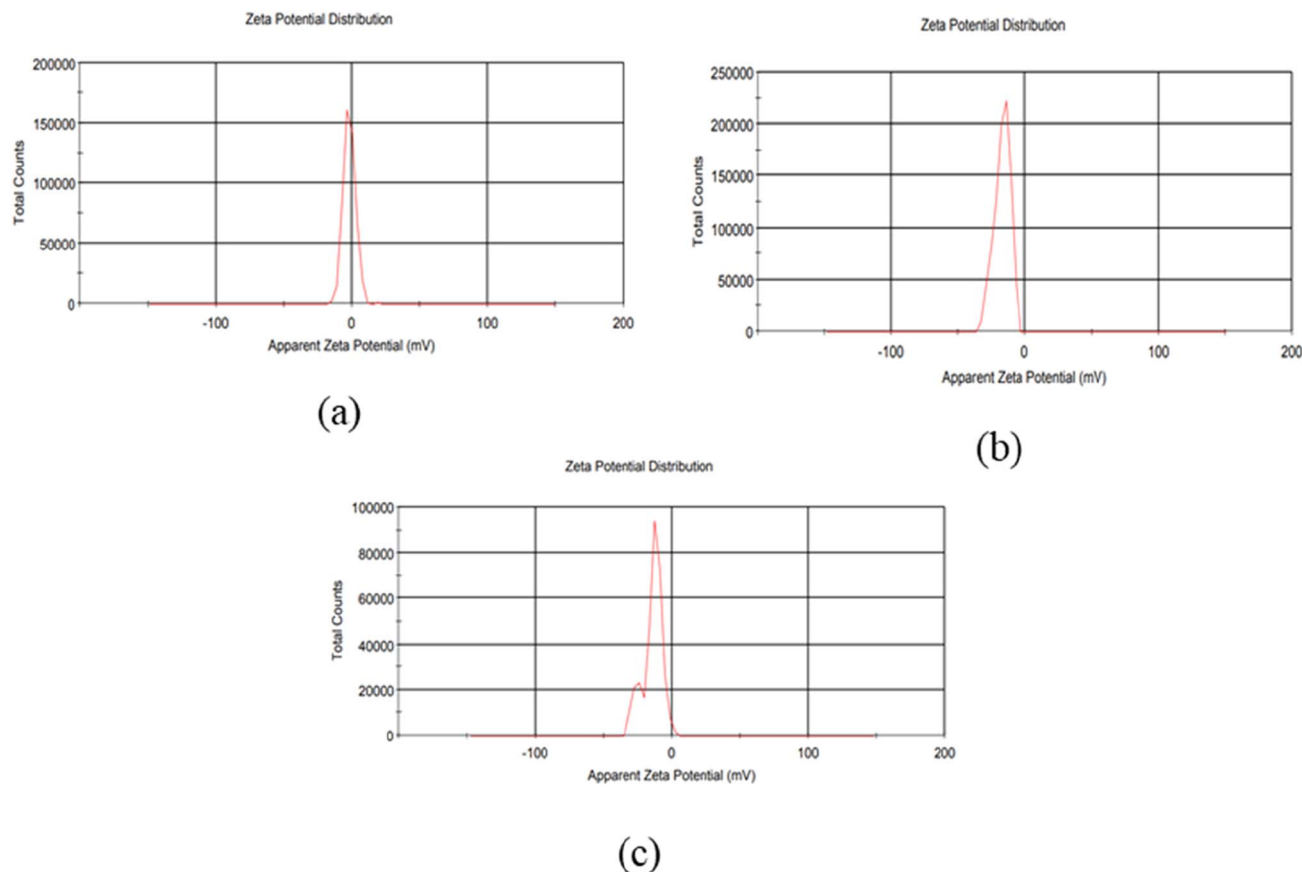 Zeta Potential Distribution
200000
150000
100000
50000
0
Total Counts
-100 0 100 200
Apparent Zeta Potential (mV)
(a)
Zeta Potential Distribution
250000
200000
150000
100000
50000
0
Total Counts
-100 0 100 200
Apparent Zeta Potential (mV)
(b)
Zeta Potential Distribution
100000
80000
60000
40000
20000
0
Total Counts
-100 0 100 200
Apparent Zeta Potential (mV)
(c)